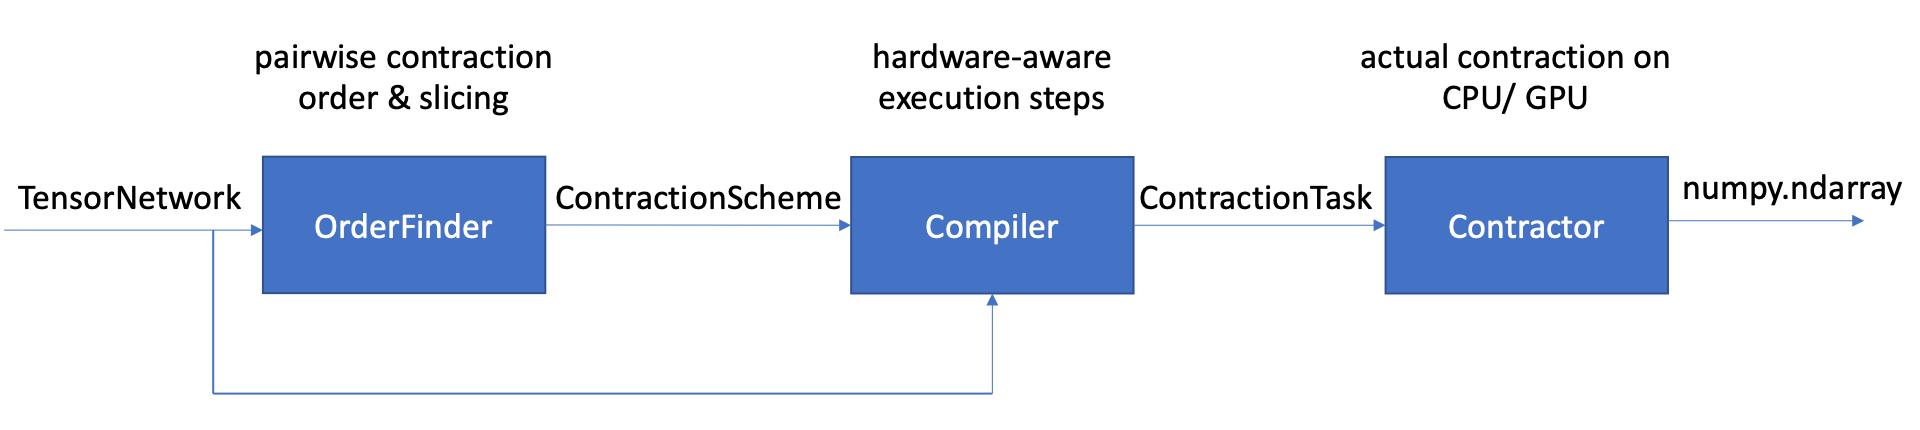 pairwise contraction
order & slicing
hardware-aware
execution steps
actual contraction on
CPU/ GPU
TensorNetwork
OrderFinder
ContractionScheme
Compiler
ContractionTask
Contractor
numpy.ndarray